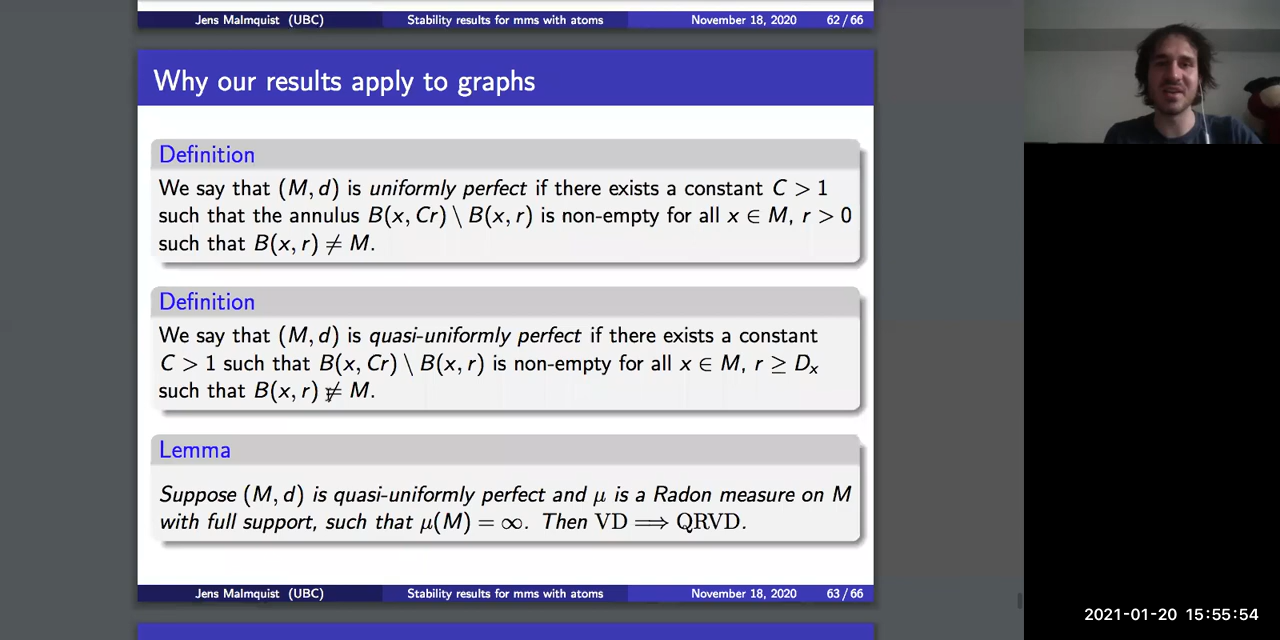 Jens Malmquist (UBC) Stability results for mms with atoms November 18, 2020 62 / 66
Why our results apply to graphs
Definition
We say that (M, d) is uniformly perfect if there exists a constant C > 1
such that the annulus B(x, Cr) \ B(x, r) is non-empty for all x ∈ M, r > 0
such that B(x, r) ≠ M.
Definition
We say that (M, d) is quasi-uniformly perfect if there exists a constant
C > 1 such that B(x, Cr) \ B(x, r) is non-empty for all x ∈ M, r ≥ Dₓ
such that B(x, r) ≠ M.
Lemma
Suppose (M, d) is quasi-uniformly perfect and μ is a Radon measure on M
with full support, such that μ(M) = ∞. Then VD ⟹ QRVD.
Jens Malmquist (UBC) Stability results for mms with atoms November 18, 2020 63 / 66
2021-01-20 15:55:54